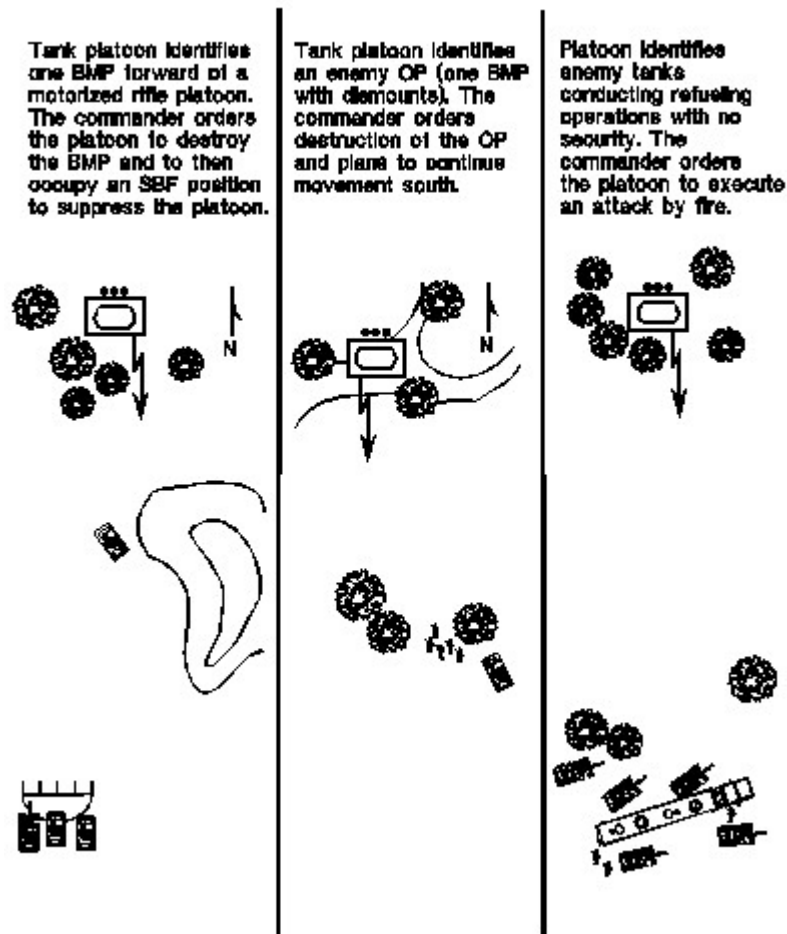 Tank platoon identifies
one BMP forward of a
motorized rifle platoon.
The commander orders
the platoon to destroy
the BMP and to then
occupy an SBF position
to suppress the platoon.
N
Tank platoon identifies
an enemy OP (one BMP
with dismounts). The
commander orders
destruction of the OP
and plans to continue
movement south.
N
Platoon identifies
enemy tanks
conducting refueling
operations with no
security. The
commander orders
the platoon to execute
an attack by fire.